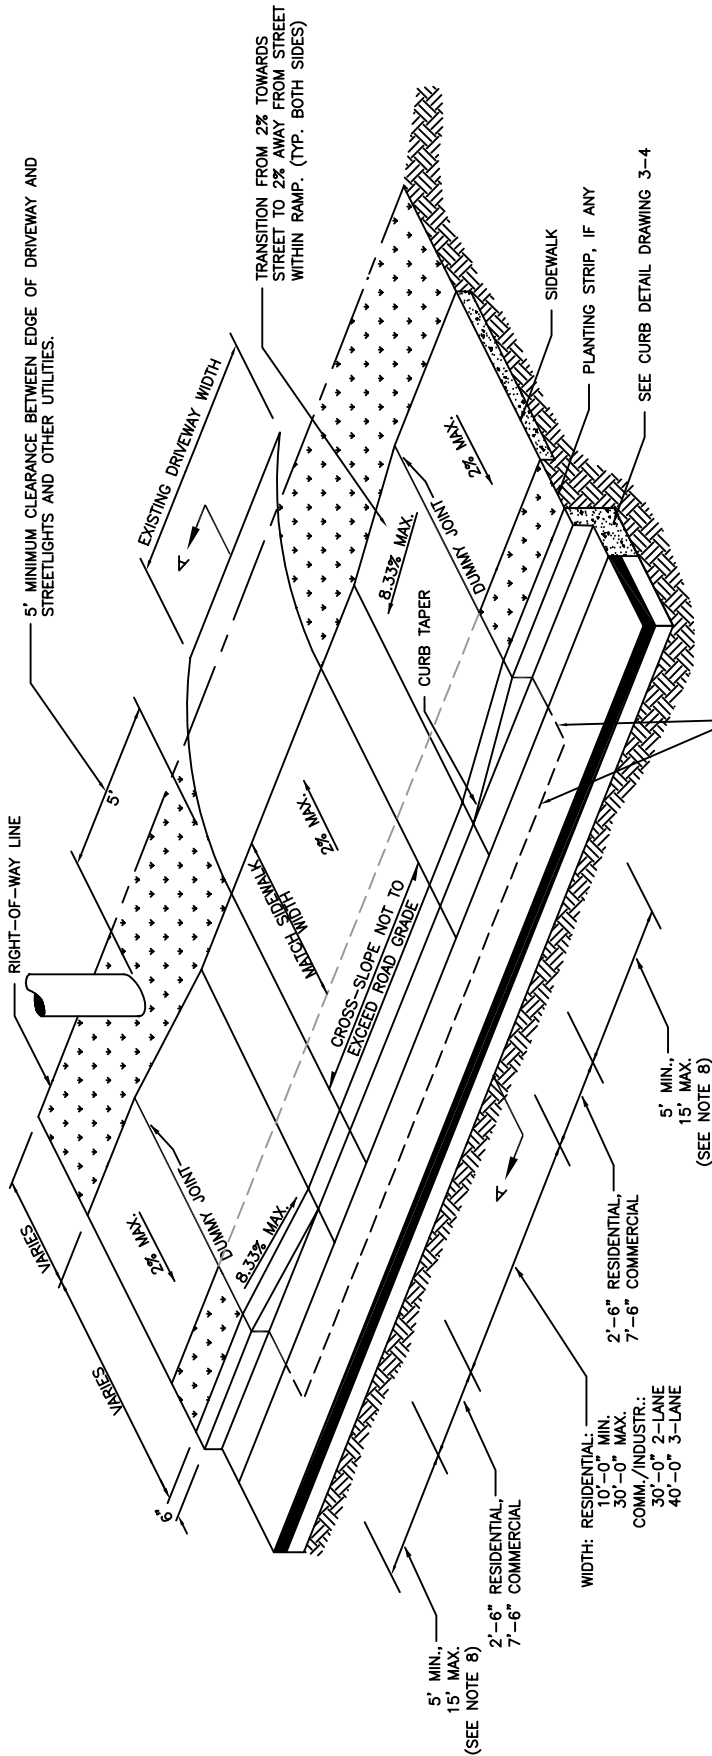 5' MINIMUM CLEARANCE BETWEEN EDGE OF DRIVEWAY AND
STREETLIGHTS AND OTHER UTILITIES.
RIGHT-OF-WAY LINE
5'
EXISTING DRIVEWAY WIDTH
A
TRANSITION FROM 2% TOWARDS
STREET TO 2% AWAY FROM STREET
WITHIN RAMP. (TYP. BOTH SIDES)
VARIES
VARIES
6"
2% MAX.
DUMMY JOINT
8.33% MAX.
MATCH SIDEWALK
WIDTH
2% MAX.
CROSS-SLOPE NOT TO
EXCEED ROAD GRADE
CURB TAPER
8.33% MAX.
DUMMY JOINT
2% MAX.
SIDEWALK
PLANTING STRIP, IF ANY
SEE CURB DETAIL DRAWING 3-4
A
5' MIN.,
15' MAX.
(SEE NOTE 8)
2'-6" RESIDENTIAL,
7'-6" COMMERCIAL
WIDTH: RESIDENTIAL:
10'-0" MIN.
30'-0" MAX.
COMM./INDUSTR.:
30'-0" 2-LANE
40'-0" 3-LANE
2'-6" RESIDENTIAL,
7'-6" COMMERCIAL
5' MIN.,
15' MAX.
(SEE NOTE 8)